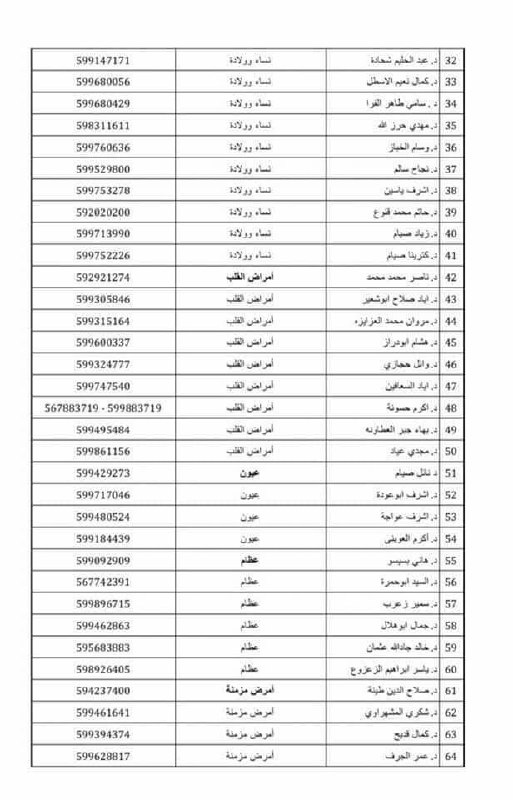 32 د. عبد الحليم شحادة نساء وولادة 599147171
33 د. كمال نعيم الاسطل نساء وولادة 599680056
34 د. سامي طاهر الفرا نساء وولادة 599680429
35 د. مهدي حرز الله نساء وولادة 598311611
36 د. وسام الخباز نساء وولادة 599760636
37 د. نجاح سالم نساء وولادة 599529800
38 د. اشرف ياسين نساء وولادة 599753278
39 د. حاتم محمد قنوع نساء وولادة 592020200
40 د. زياد صيام نساء وولادة 599713990
41 د. كترينا صيام نساء وولادة 599752226
42 د. ناصر محمد محمد أمراض القلب 592921274
43 د. اياد صلاح ابوشعير أمراض القلب 599305846
44 د. مروان محمد العزايزه أمراض القلب 599315164
45 د. هشام ابودراز أمراض القلب 599600337
46 د. وائل حجازي أمراض القلب 599324777
47 د. اياد السعافين أمراض القلب 599747540
48 د. اكرم حسونة أمراض القلب 599883719 - 567883719
49 د. بهاء جبر العطاونه أمراض القلب 599495484
50 د. مجدي عياد أمراض القلب 599861156
51 د نائل صيام عيون 599429273
52 د. اشرف ابوعودة عيون 599717046
53 د. اشرف عواجة عيون 599480524
54 د. أكرم العويني عيون 599184439
55 د. هاني بسيسو عظام 599092909
56 د. السيد ابوحمرة عظام 567742391
57 د. سمير زعرب عظام 599896715
58 د. جمال ابوهلال عظام 599462863
59 د. خالد جادالله عثمان عظام 595683883
60 د. ياسر ابراهيم الزعزوع عظام 598926405
61 د. صلاح الدين طينة أمرض مزمنة 594237400
62 د. شكري المشهراوي أمرض مزمنة 599461641
63 د. كمال قديح أمرض مزمنة 599394374
64 د. عمر الجرف أمرض مزمنة 599628817